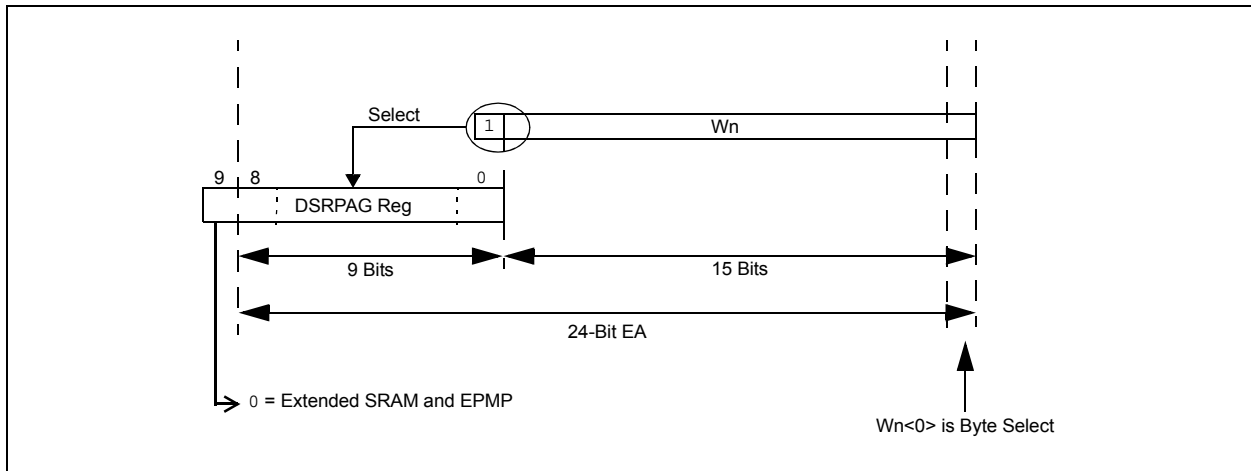 Select
1
Wn
9 8 0
DSRPAG Reg
9 Bits
15 Bits
24-Bit EA
0 = Extended SRAM and EPMP
Wn<0> is Byte Select